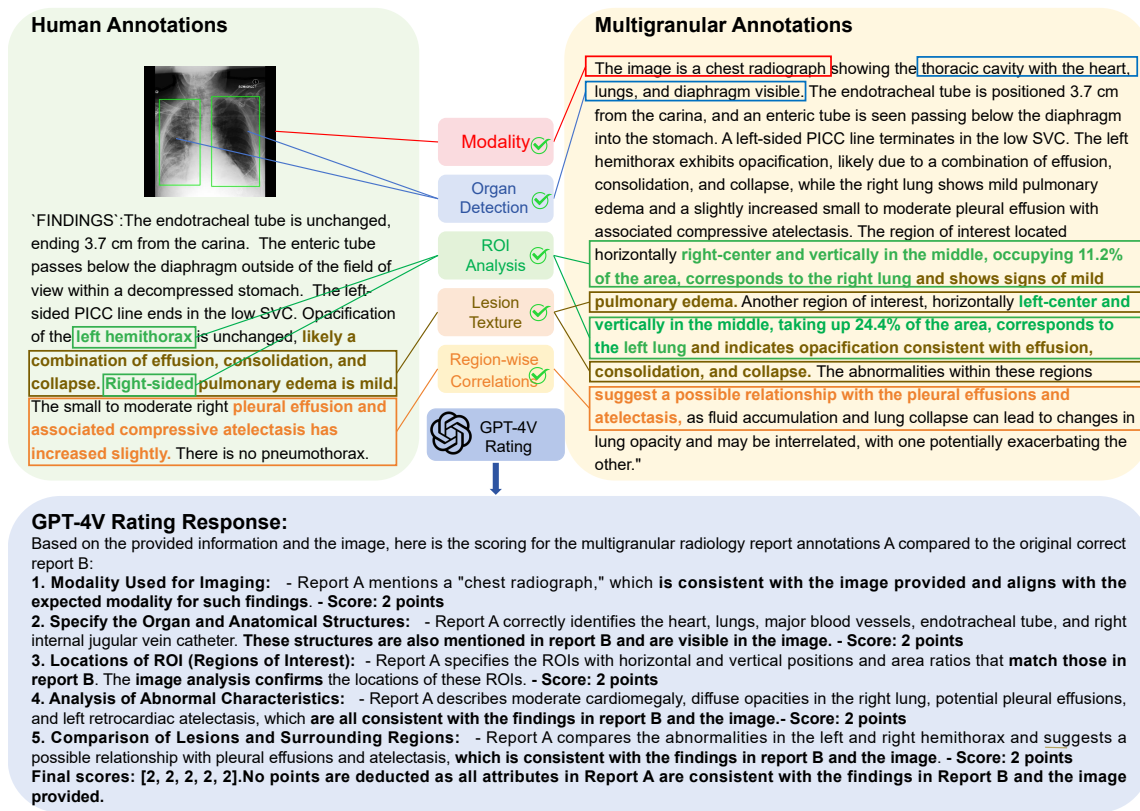 Human Annotations
`FINDINGS`:The endotracheal tube is unchanged,
ending 3.7 cm from the carina. The enteric tube
passes below the diaphragm outside of the field of
view within a decompressed stomach. The left-
sided PICC line ends in the low SVC. Opacification
of the left hemithorax is unchanged, likely a
combination of effusion, consolidation, and
collapse. Right-sided pulmonary edema is mild.
The small to moderate right pleural effusion and
associated compressive atelectasis has
increased slightly. There is no pneumothorax.
Modality
Organ
Detection
ROI
Analysis
Lesion
Texture
Region-wise
Correlations
GPT-4V
Rating
Multigranular Annotations
The image is a chest radiograph showing the thoracic cavity with the heart,
lungs, and diaphragm visible. The endotracheal tube is positioned 3.7 cm
from the carina, and an enteric tube is seen passing below the diaphragm
into the stomach. A left-sided PICC line terminates in the low SVC. The left
hemithorax exhibits opacification, likely due to a combination of effusion,
consolidation, and collapse, while the right lung shows mild pulmonary
edema and a slightly increased small to moderate pleural effusion with
associated compressive atelectasis. The region of interest located
horizontally right-center and vertically in the middle, occupying 11.2%
of the area, corresponds to the right lung and shows signs of mild
pulmonary edema. Another region of interest, horizontally left-center and
vertically in the middle, taking up 24.4% of the area, corresponds to
the left lung and indicates opacification consistent with effusion,
consolidation, and collapse. The abnormalities within these regions
suggest a possible relationship with the pleural effusions and
atelectasis, as fluid accumulation and lung collapse can lead to changes in
lung opacity and may be interrelated, with one potentially exacerbating the
other."
GPT-4V Rating Response:
Based on the provided information and the image, here is the scoring for the multigranular radiology report annotations A compared to the original correct
report B:
1. Modality Used for Imaging: - Report A mentions a "chest radiograph," which is consistent with the image provided and aligns with the
expected modality for such findings. - Score: 2 points
2. Specify the Organ and Anatomical Structures: - Report A correctly identifies the heart, lungs, major blood vessels, endotracheal tube, and right
internal jugular vein catheter. These structures are also mentioned in report B and are visible in the image. - Score: 2 points
3. Locations of ROI (Regions of Interest): - Report A specifies the ROIs with horizontal and vertical positions and area ratios that match those in
report B. The image analysis confirms the locations of these ROIs. - Score: 2 points
4. Analysis of Abnormal Characteristics: - Report A describes moderate cardiomegaly, diffuse opacities in the right lung, potential pleural effusions,
and left retrocardiac atelectasis, which are all consistent with the findings in report B and the image.- Score: 2 points
5. Comparison of Lesions and Surrounding Regions: - Report A compares the abnormalities in the left and right hemithorax and suggests a
possible relationship with pleural effusions and atelectasis, which is consistent with the findings in report B and the image. - Score: 2 points
Final scores: [2, 2, 2, 2, 2].No points are deducted as all attributes in Report A are consistent with the findings in Report B and the image
provided.